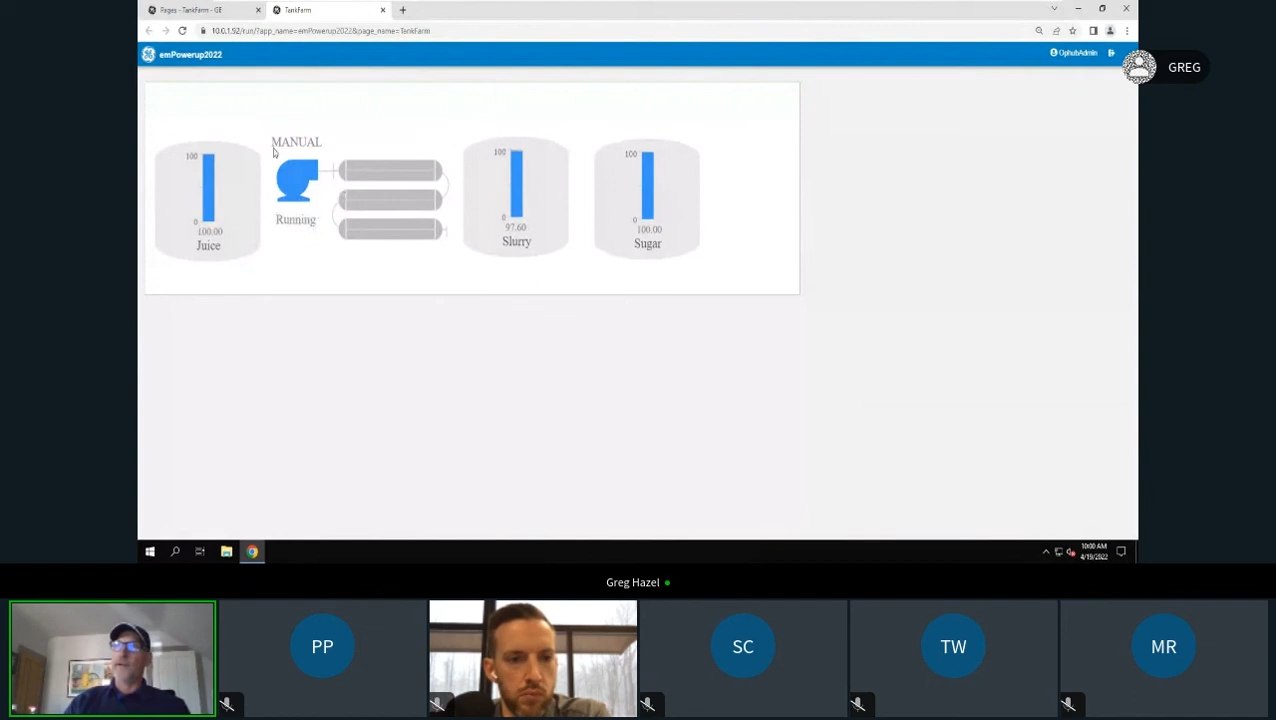 Pages - TankFarm - GE
TankFarm
10.0.1.92/run/?app_name=emPowerup2022&page_name=TankFarm
emPowerup2022
OphubAdmin
GREG
MANUAL
100
0
100.00
Juice
Running
100
0
97.60
Slurry
100
0
100.00
Sugar
10:00 AM
4/19/2022
Greg Hazel
PP
SC
TW
MR